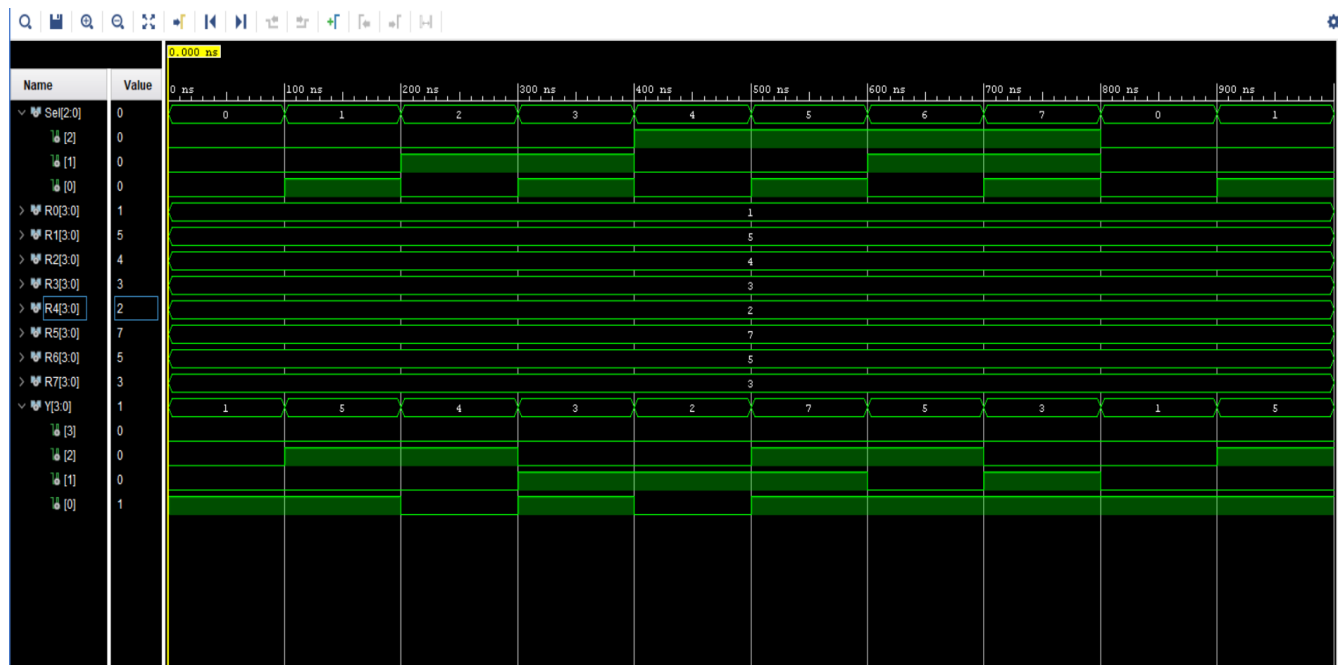 0.000 ns
Name Value 0 ns 100 ns 200 ns 300 ns 400 ns 500 ns 600 ns 700 ns 800 ns 900 ns
Sel[2:0] 0 0 1 2 3 4 5 6 7 0 1
[2] 0
[1] 0
[0] 0
R0[3:0] 1 1
R1[3:0] 5 5
R2[3:0] 4 4
R3[3:0] 3 3
R4[3:0] 2 2
R5[3:0] 7 7
R6[3:0] 5 5
R7[3:0] 3 3
Y[3:0] 1 1 5 4 3 2 7 5 3 1 5
[3] 0
[2] 0
[1] 0
[0] 1